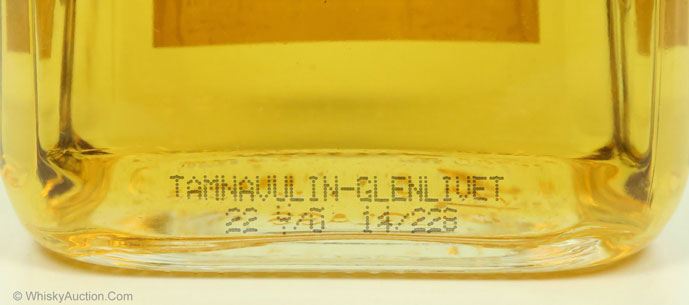 TAMNAVULIN-GLENLIVET
22 Y/O 14/228
© WhiskyAuction.Com